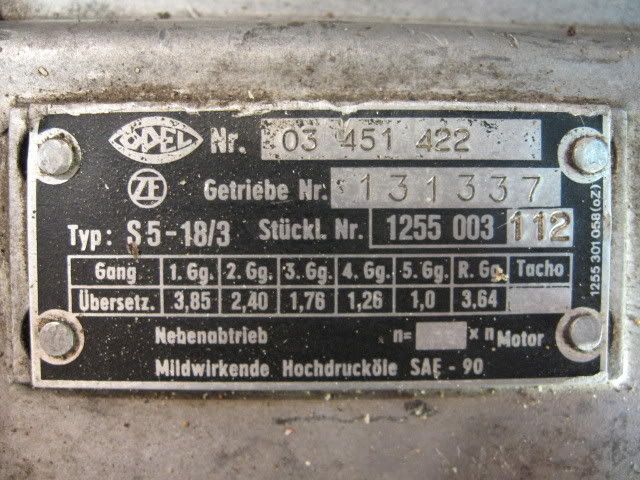 OPEL Nr. 03 451 422
ZF Getriebe Nr. 131337
Typ: S5-18/3 Stückl. Nr. 1255 003 112
Gang 1. Gg. 2. Gg. 3. Gg. 4. Gg. 5. Gg. R. Gg. Tacho
Übersetz. 3,85 2,40 1,76 1,26 1,0 3,64
Nebenabtrieb n= x n Motor
Mildwirkende Hochdrucköle SAE - 90
1255 301 058 (oZ)